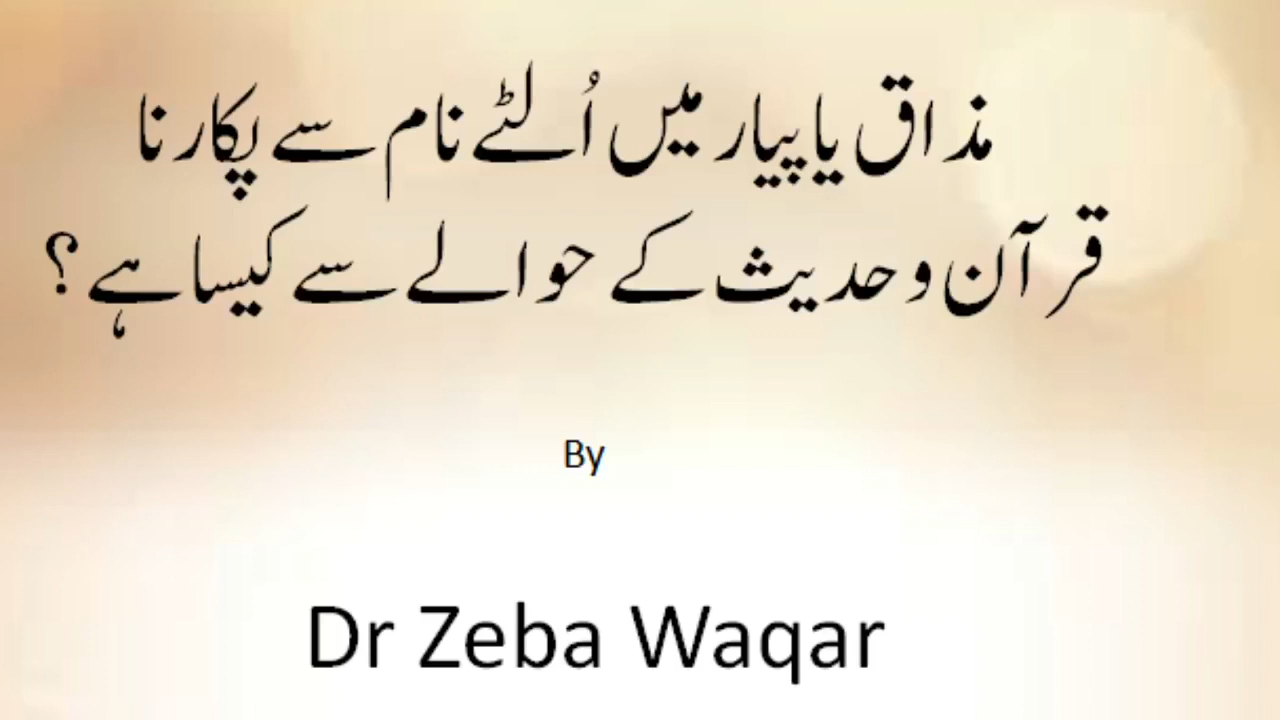 مذاق یا پیار میں اُلٹے نام سے پکارنا
قرآن و حدیث کے حوالے سے کیسا ہے؟
By
Dr Zeba Waqar